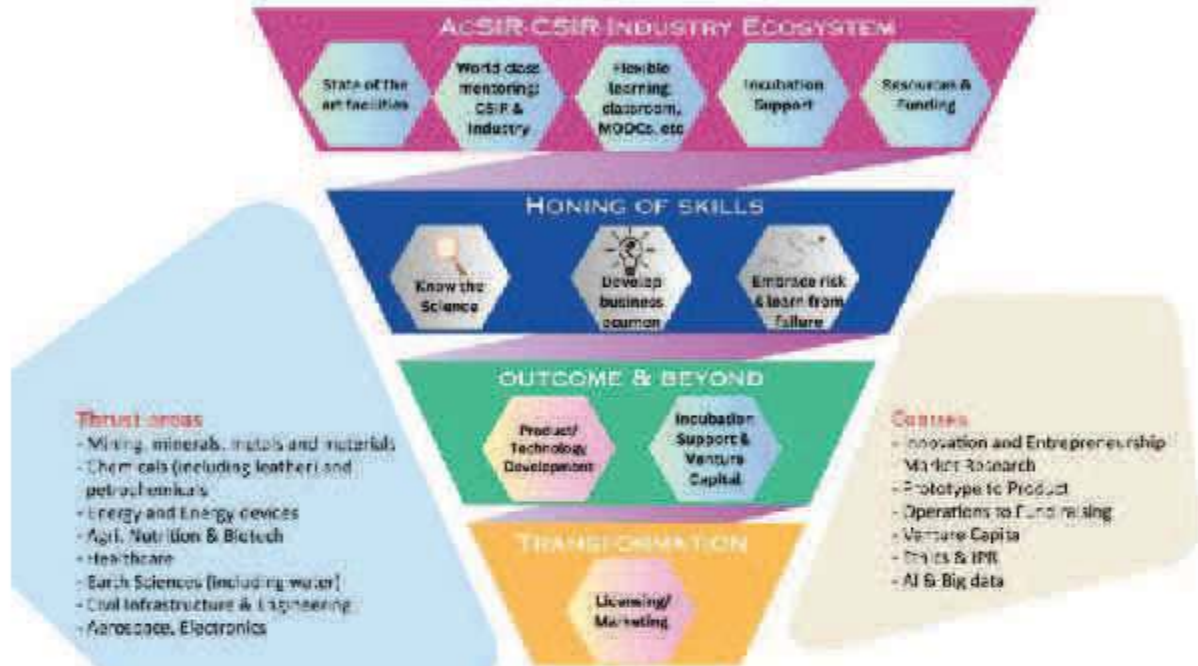 ACSIR-CSIR INDUSTRY ECOSYSTEM
State of the
art facilities
World class
mentoring:
CSIR &
Industry
Flexible
learning,
classroom,
MOOCs, etc
Incubation
Support
Resources &
Funding
HONING OF SKILLS
Know the
Science
Develop
business
acumen
Embrace risk
& learn from
failure
OUTCOME & BEYOND
Product/
Technology
Development
Incubation
Support &
Venture
Capital
TRANSFORMATION
Licensing/
Marketing
Thrust areas
- Mining, minerals, metals and materials
- Chemicals (including leather) and
petrochemicals
- Energy and Energy devices
- Agri, Nutrition & Biotech
- Healthcare
- Earth Sciences (including water)
- Civil Infrastructure & Engineering
- Aerospace, Electronics
Courses
- Innovation and Entrepreneurship
- Market Research
- Prototype to Product
- Operations to Fund raising
- Venture Capital
- Ethics & IPR
- AI & Big data